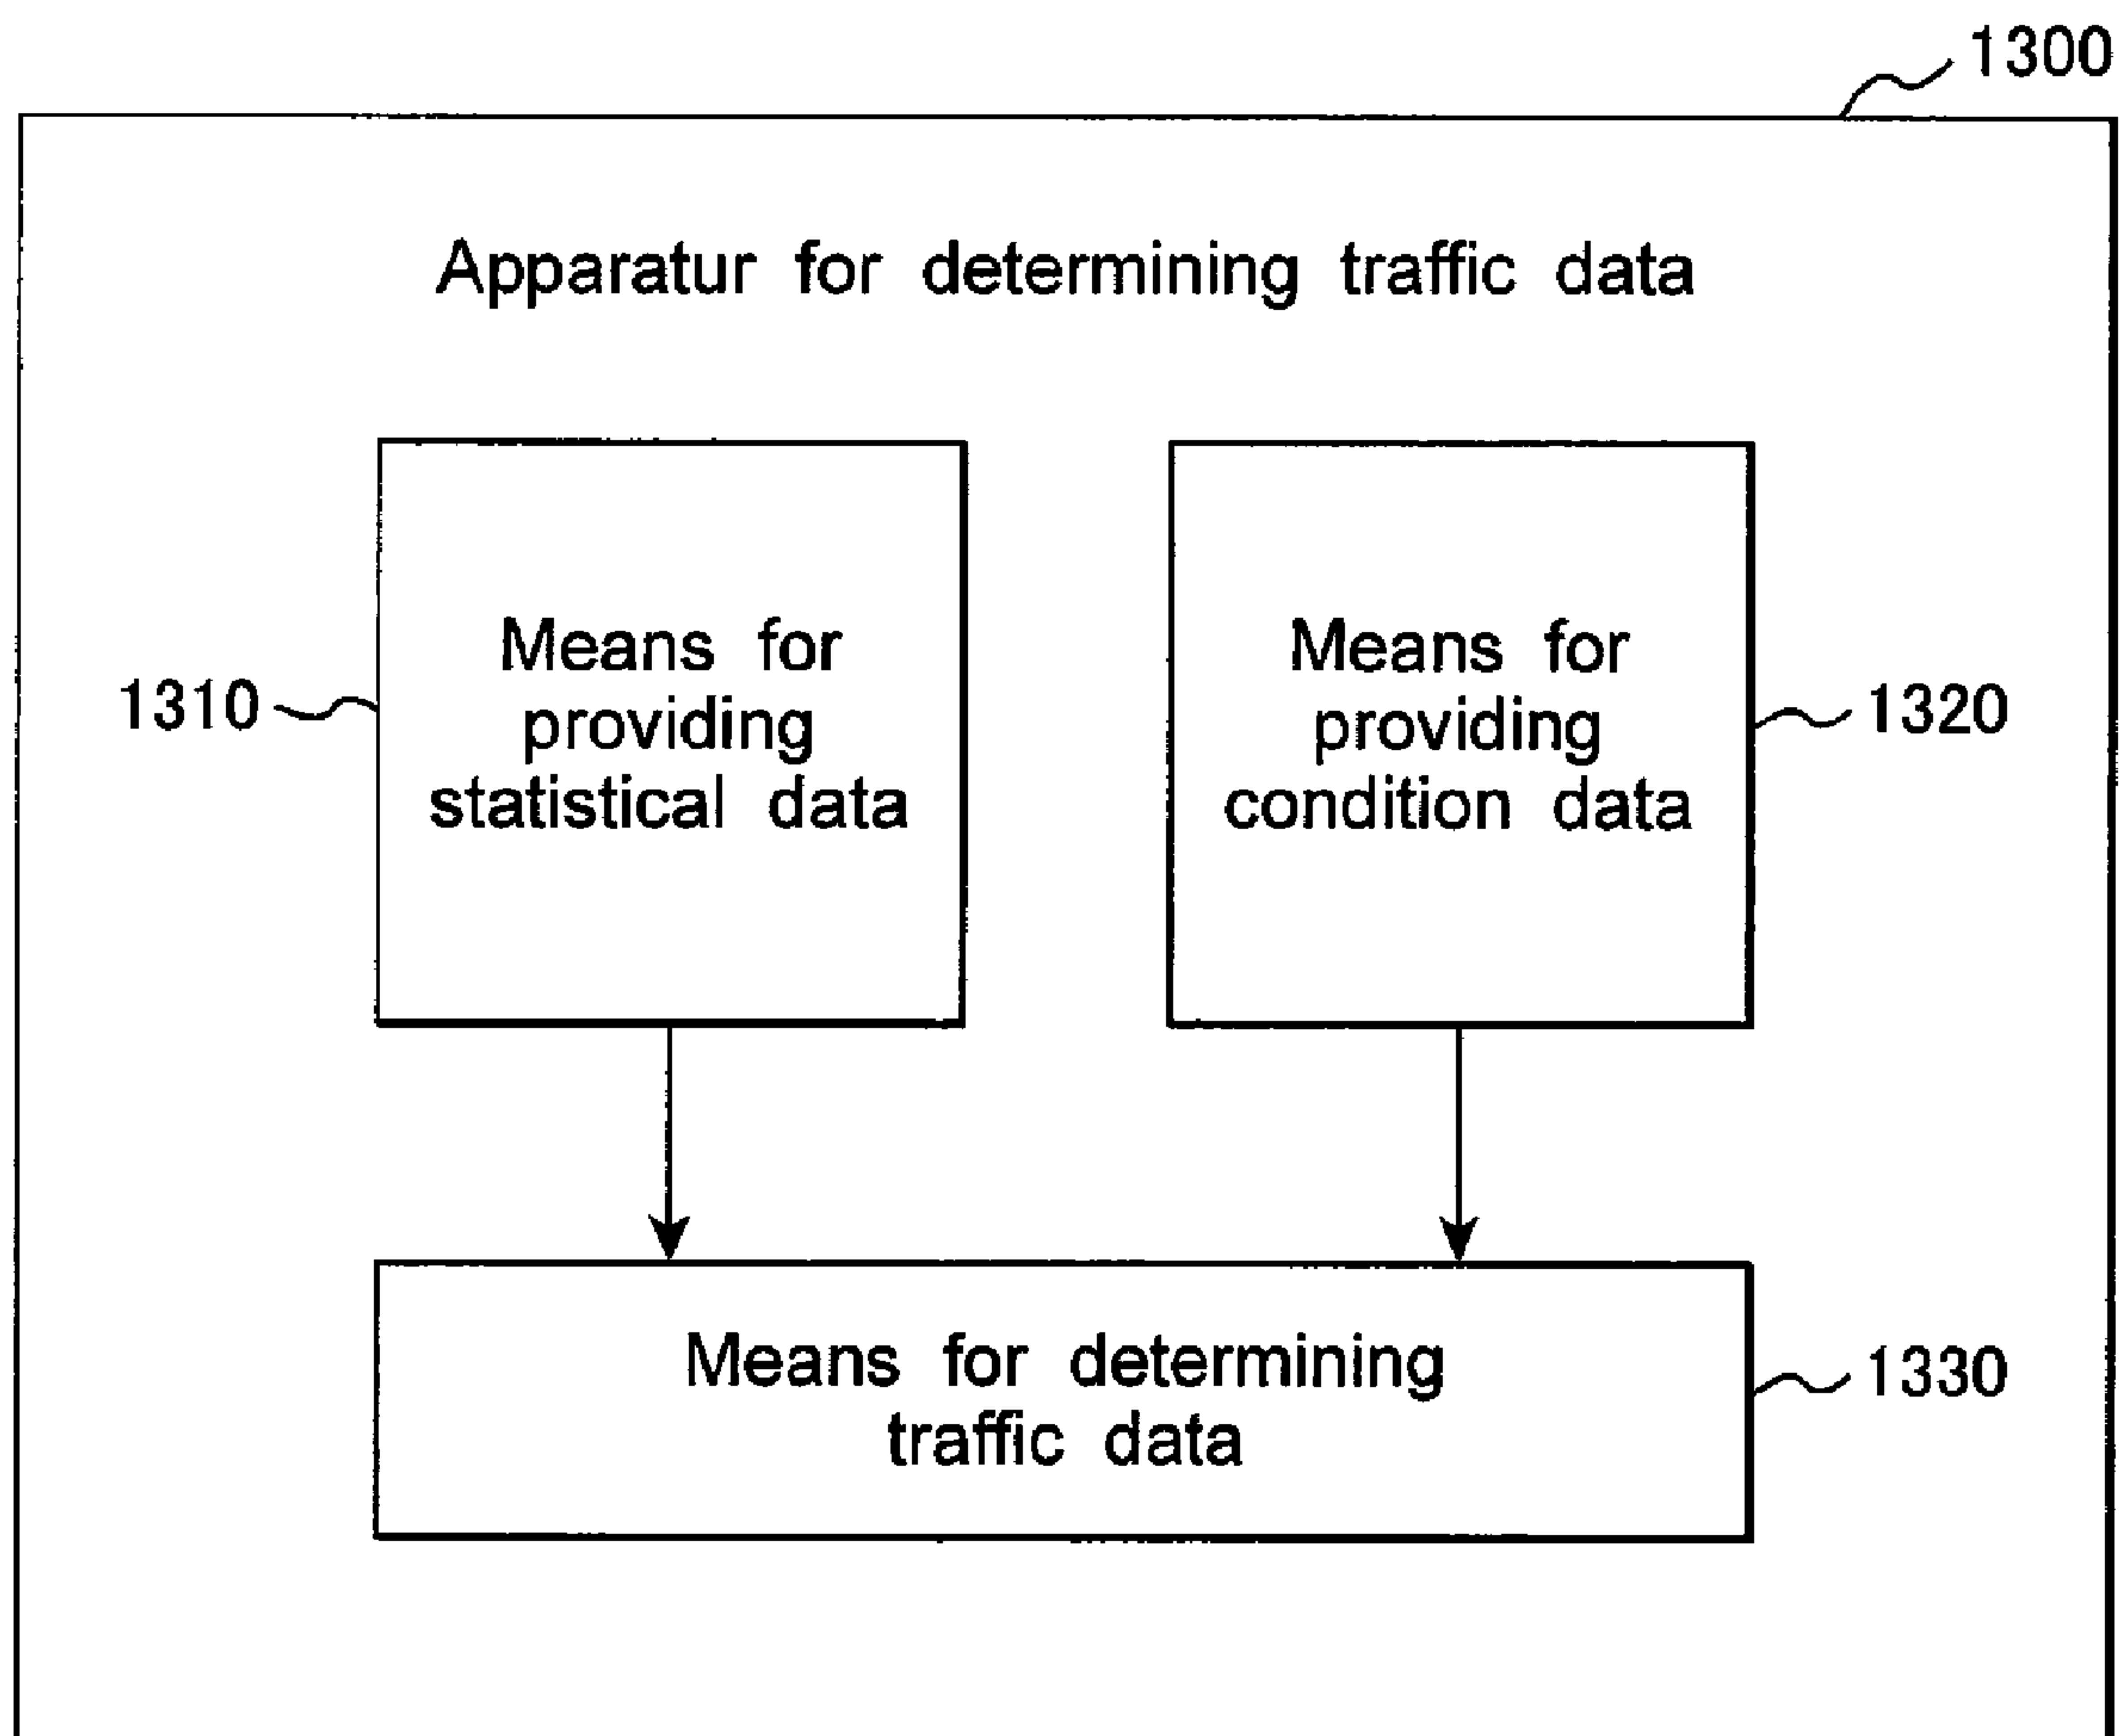 1300
Apparatur for determining traffic data
Means for
providing
statistical data
1310
Means for
providing
condition data
1320
Means for determining
traffic data
1330